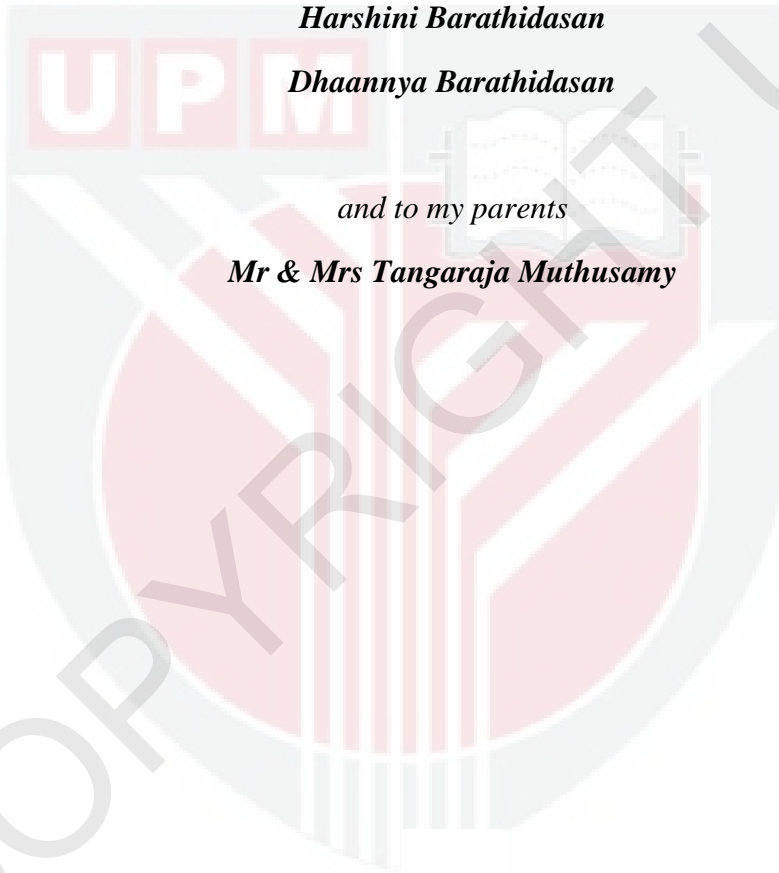 Harshini Barathidasan
UPM
Dhaannya Barathidasan
and to my parents
Mr & Mrs Tangaraja Muthusamy
COPYRIGHT U